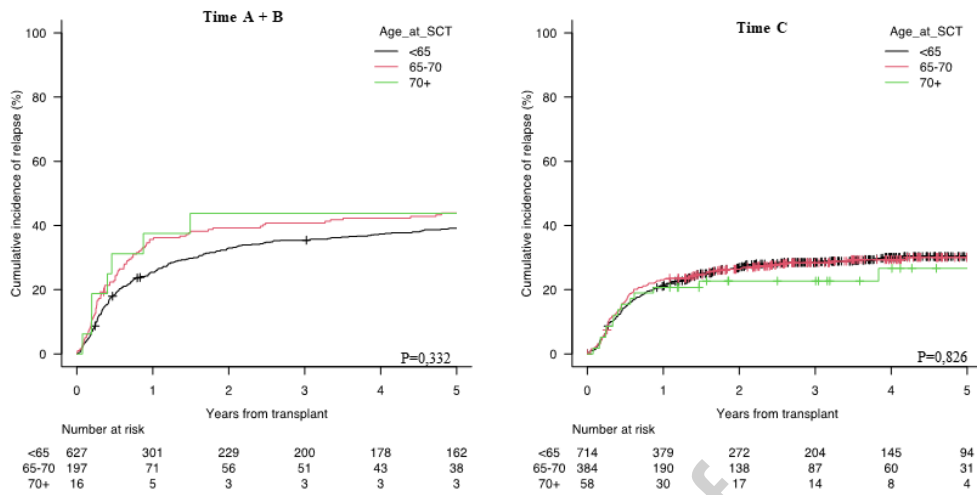 Time A + B
Age_at_SCT
<65
65-70
70+
Cumulative incidence of relapse (%)
100
80
60
40
20
0
P=0,332
0 1 2 3 4 5
Years from transplant
Number at risk
<65 627 301 229 200 178 162
65-70 197 71 56 51 43 38
70+ 16 5 3 3 3 3
Time C
Age_at_SCT
<65
65-70
70+
Cumulative incidence of relapse (%)
100
80
60
40
20
0
P=0,826
0 1 2 3 4 5
Years from transplant
Number at risk
<65 714 379 272 204 145 94
65-70 384 190 138 87 60 31
70+ 58 30 17 14 8 4